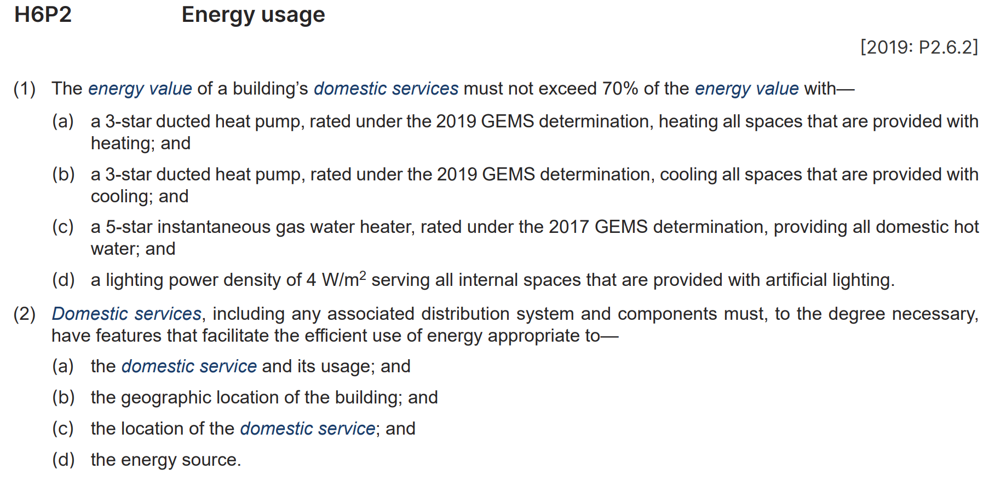 H6P2 Energy usage
[2019: P2.6.2]
(1) The energy value of a building’s domestic services must not exceed 70% of the energy value with—
(a) a 3-star ducted heat pump, rated under the 2019 GEMS determination, heating all spaces that are provided with
heating; and
(b) a 3-star ducted heat pump, rated under the 2019 GEMS determination, cooling all spaces that are provided with
cooling; and
(c) a 5-star instantaneous gas water heater, rated under the 2017 GEMS determination, providing all domestic hot
water; and
(d) a lighting power density of 4 W/m² serving all internal spaces that are provided with artificial lighting.
(2) Domestic services, including any associated distribution system and components must, to the degree necessary,
have features that facilitate the efficient use of energy appropriate to—
(a) the domestic service and its usage; and
(b) the geographic location of the building; and
(c) the location of the domestic service; and
(d) the energy source.